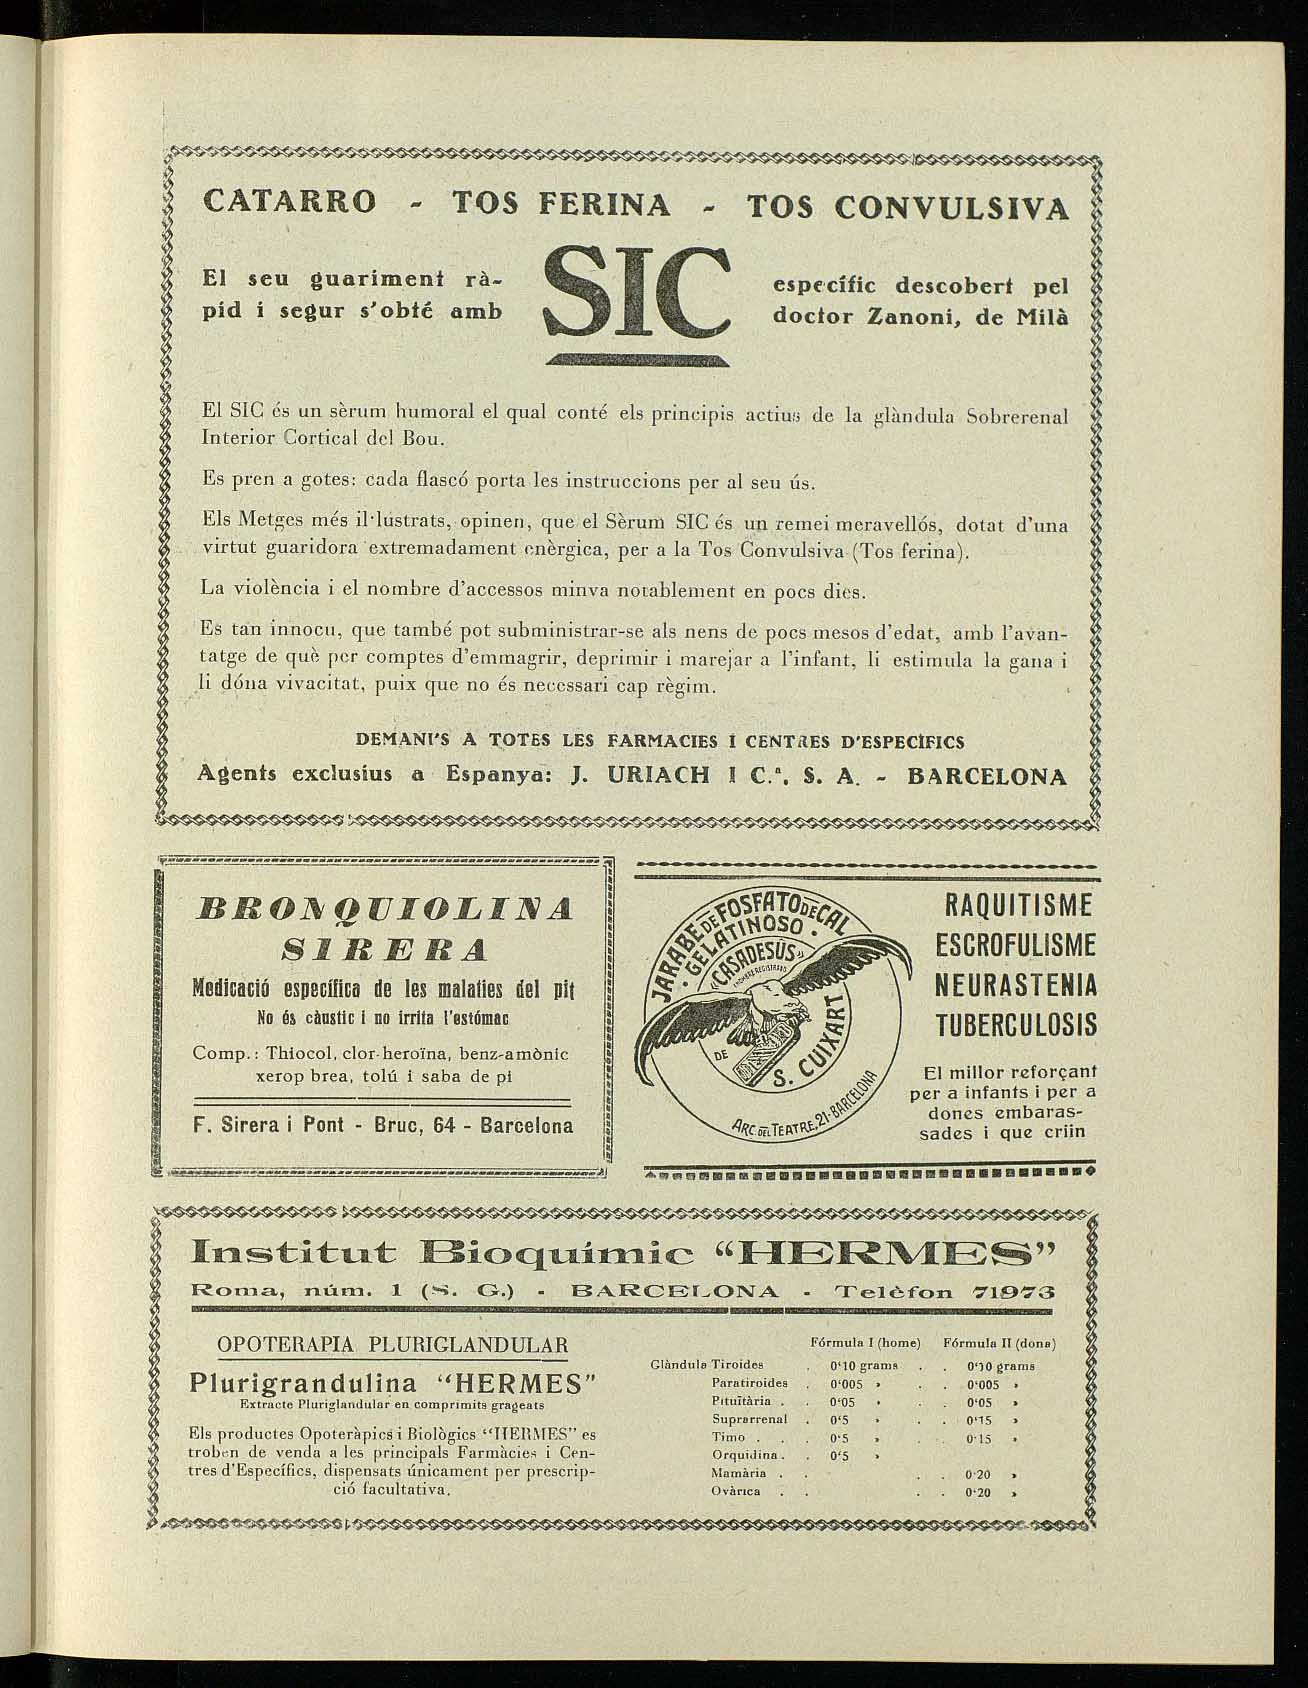 CATARRO - TOS FERINA - TOS CONVULSIVA
El seu guariment rà-
pid i segur s'obté amb
SIC
específic descobert pel
doctor Zanoni, de Milà
El SIC és un sèrum humoral el qual conté els principis actius de la glàndula Sobrerenal
Interior Cortical del Bou.
Es pren a gotes: cada flascó porta les instruccions per al seu ús.
Els Metges més il·lustrats, opinen, que el Sèrum SIC és un remei meravellós, dotat d'una
virtut guaridora extremadament enèrgica, per a la Tos Convulsiva (Tos ferina).
La violència i el nombre d'accessos minva notablement en pocs dies.
Es tan innocu, que també pot subministrar-se als nens de pocs mesos d'edat, amb l'avan-
tatge de què per comptes d'emmagrir, deprimir i marejar a l'infant, li estimula la gana i
li dóna vivacitat, puix que no és necessari cap règim.
DEMANI'S A TOTES LES FARMACIES I CENTRES D'ESPECÍFICS
Agents exclusius a Espanya: J. URIACH I C.ª, S. A. - BARCELONA
BRONQUIOLINA
SIRERA
Medicació específica de les malalties del pit
No és càustic i no irrita l'estómac
Comp.: Thiocol, clor-heroïna, benz-amònic
xerop brea, tolú i saba de pi
F. Sirera i Pont - Bruc, 64 - Barcelona
JARABE DE FOSFATO DE CAL
GELATINOSO
"CASADESÚS"
NOMBRE REGISTRADO
DE
S. CUIXART
ARC DEL TEATRE, 21-BARCELONA
RAQUITISME
ESCROFULISME
NEURASTENIA
TUBERCULOSIS
El millor reforçant
per a infants i per a
dones embaras-
sades i que criïn
Institut Bioquímic "HERMES"
Roma, núm. 1 (S. G.) - BARCELONA - Telèfon 71973
OPOTERAPIA PLURIGLANDULAR
Plurigrandulina "HERMES"
Extracte Pluriglandular en comprimits grageats
Els productes Opoteràpics i Biològics "HERMES" es
troben de venda a les principals Farmàcies i Cen-
tres d'Específics, dispensats únicament per prescrip-
ció facultativa.
Fórmula I (home) Fórmula II (dona)
Glàndula Tiroides . 0'10 grams . . 0'10 grams
Paratiroides . 0'005 » . . 0'005 »
Pituïtària . . 0'05 » . . 0'05 »
Suprarrenal . 0'5 » . . 0'15 »
Timo . . . 0'5 » . . 0'15 »
Orquidina . . 0'5 »
Mamària . . . . 0'20 »
Ovàrica . . . . 0'20 »